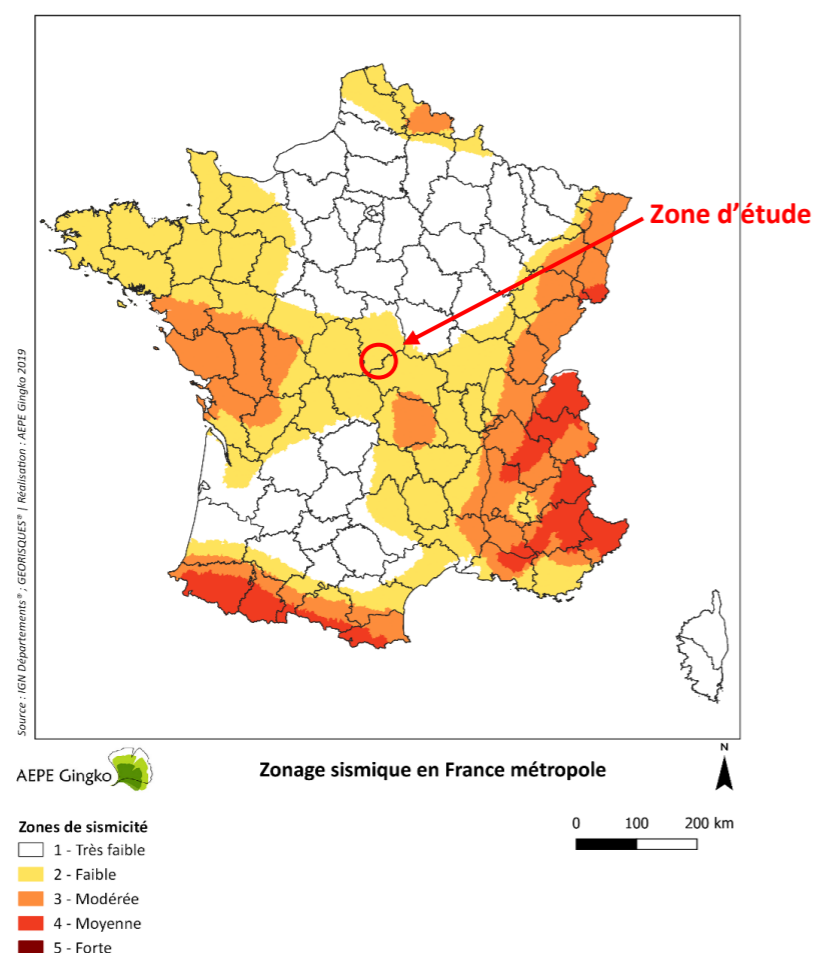 Zone d’étude
Source : IGN Départements® ; GEORISQUES® | Réalisation : AEPE Gingko 2019
AEPE Gingko
Zonage sismique en France métropole
N
0 100 200 km
Zones de sismicité
1 - Très faible
2 - Faible
3 - Modérée
4 - Moyenne
5 - Forte